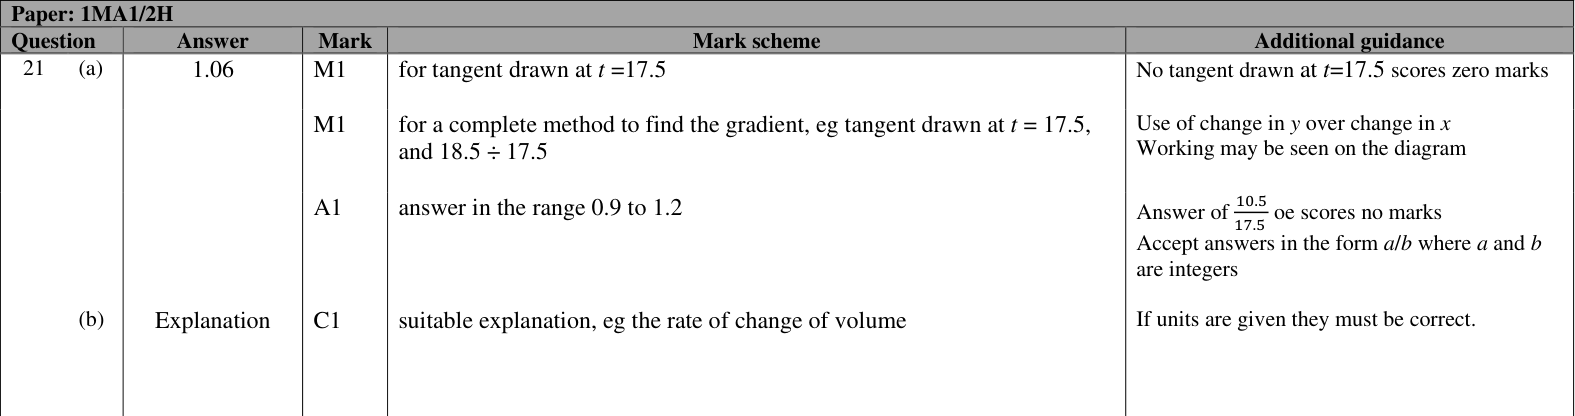 Paper: 1MA1/2H
Question Answer Mark Mark scheme Additional guidance
21 (a) 1.06 M1 for tangent drawn at t =17.5 No tangent drawn at t=17.5 scores zero marks
M1 for a complete method to find the gradient, eg tangent drawn at t = 17.5, Use of change in y over change in x
and 18.5 ÷ 17.5 Working may be seen on the diagram
A1 answer in the range 0.9 to 1.2 Answer of 10.5/17.5 oe scores no marks
Accept answers in the form a/b where a and b
are integers
(b) Explanation C1 suitable explanation, eg the rate of change of volume If units are given they must be correct.